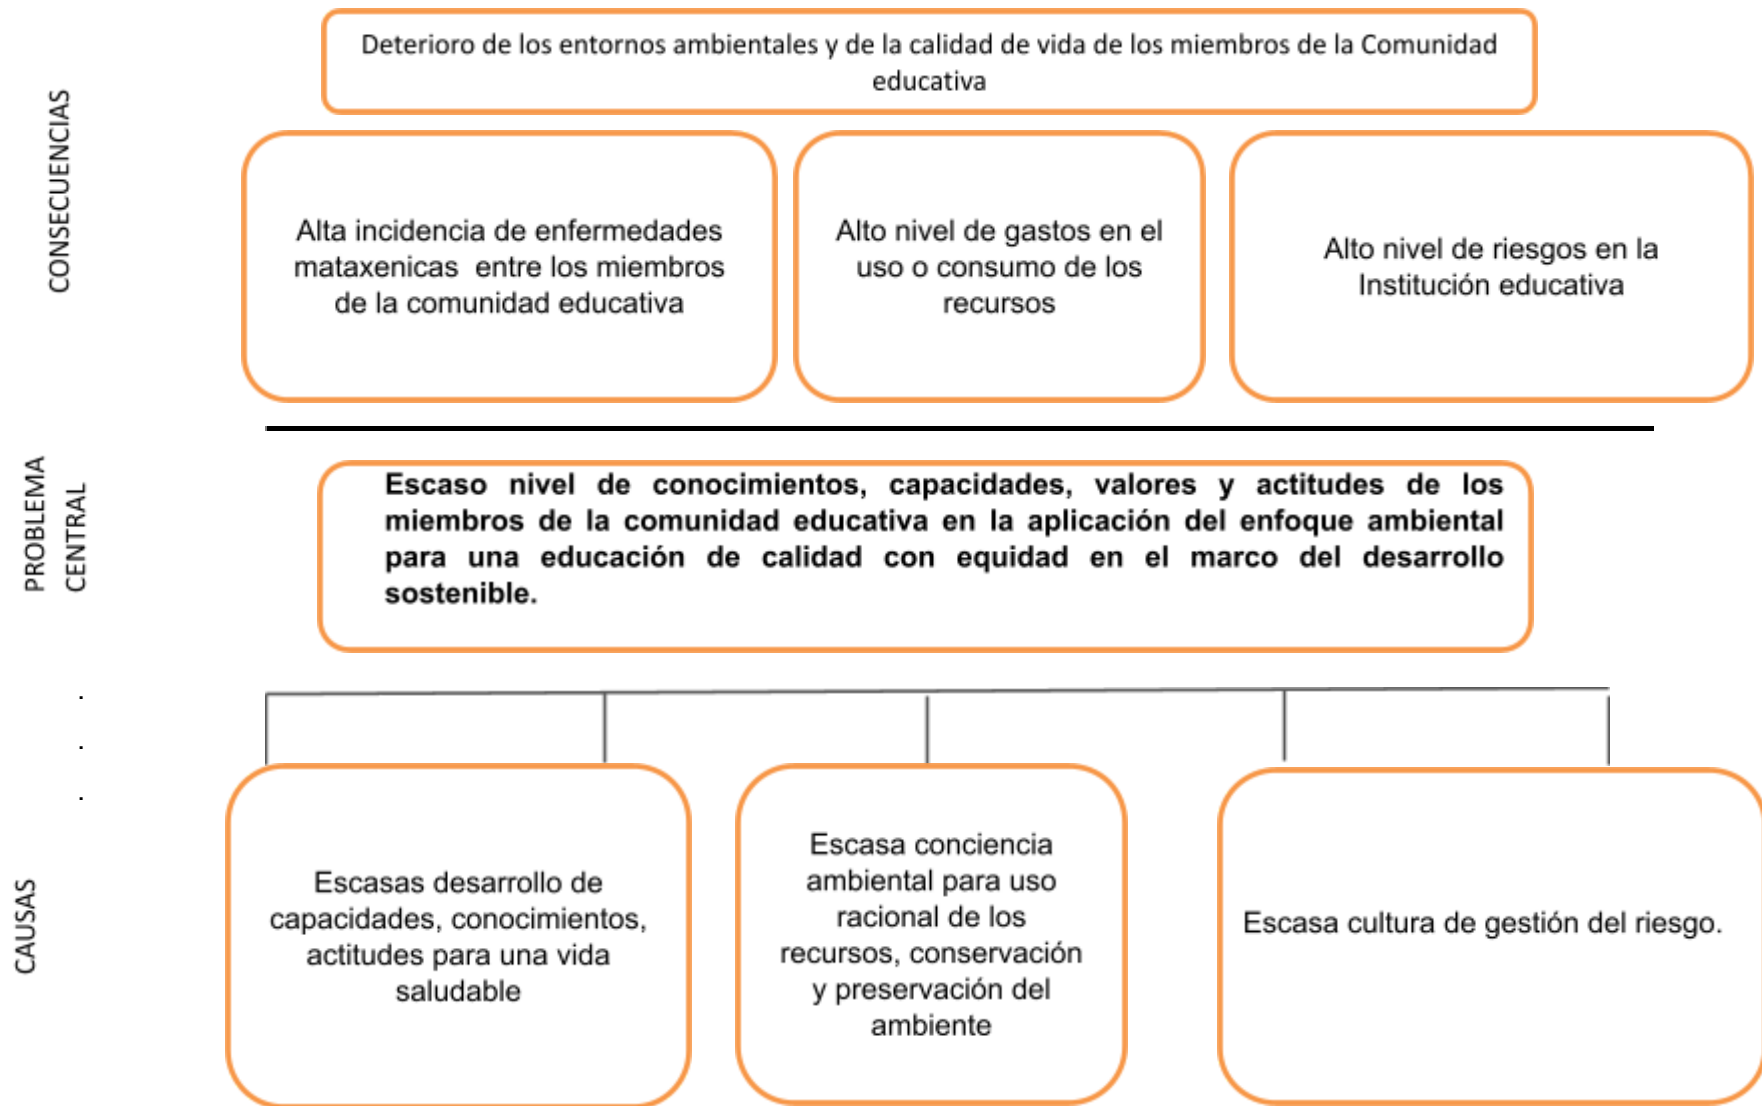 Deterioro de los entornos ambientales y de la calidad de vida de los miembros de la Comunidad
educativa
CONSECUENCIAS
Alta incidencia de enfermedades
mataxenicas entre los miembros
de la comunidad educativa
Alto nivel de gastos en el
uso o consumo de los
recursos
Alto nivel de riesgos en la
Institución educativa
PROBLEMA
CENTRAL
Escaso nivel de conocimientos, capacidades, valores y actitudes de los
miembros de la comunidad educativa en la aplicación del enfoque ambiental
para una educación de calidad con equidad en el marco del desarrollo
sostenible.
.
.
.
CAUSAS
Escasas desarrollo de
capacidades, conocimientos,
actitudes para una vida
saludable
Escasa conciencia
ambiental para uso
racional de los
recursos, conservación
y preservación del
ambiente
Escasa cultura de gestión del riesgo.